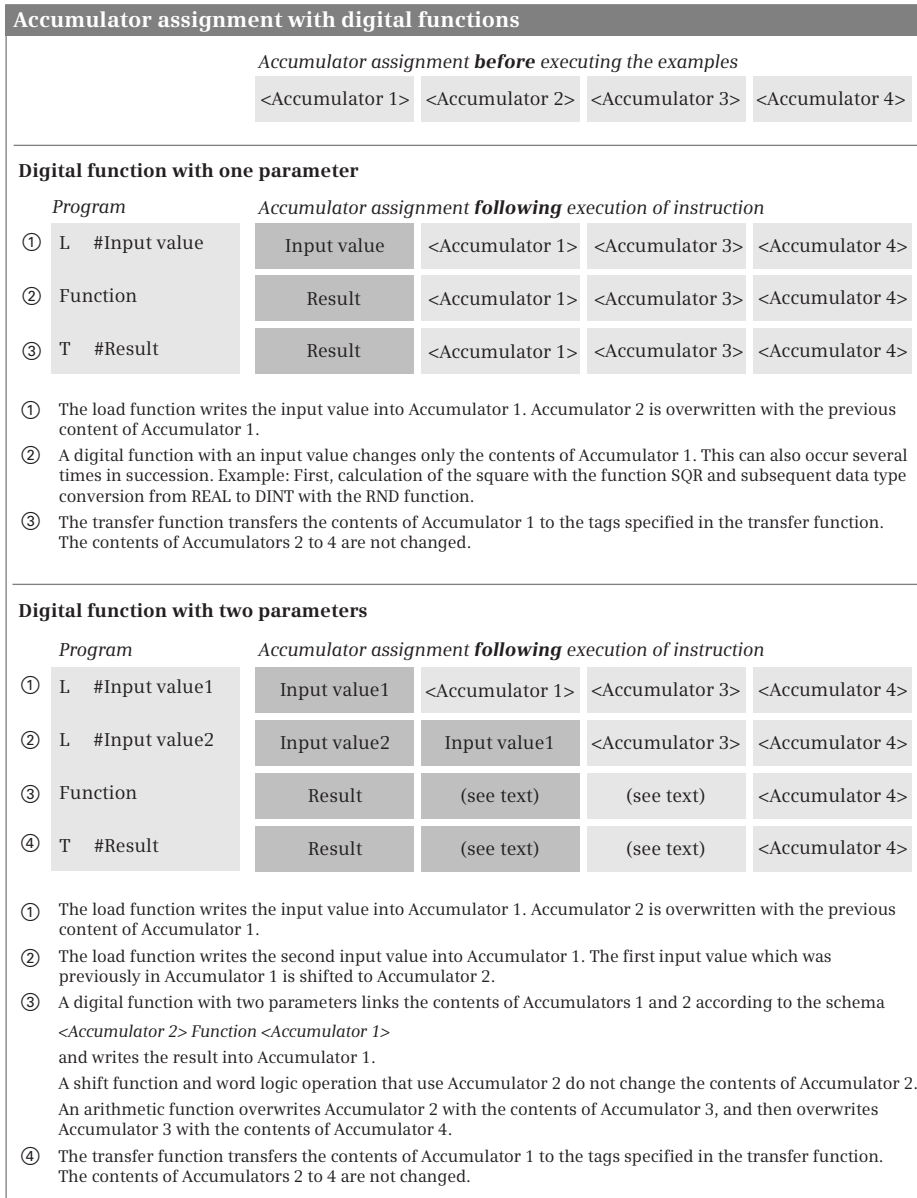 Accumulator assignment with digital functions
Accumulator assignment before executing the examples
<Accumulator 1> <Accumulator 2> <Accumulator 3> <Accumulator 4>
Digital function with one parameter
Program Accumulator assignment following execution of instruction
① L #Input value Input value <Accumulator 1> <Accumulator 3> <Accumulator 4>
② Function Result <Accumulator 1> <Accumulator 3> <Accumulator 4>
③ T #Result Result <Accumulator 1> <Accumulator 3> <Accumulator 4>
① The load function writes the input value into Accumulator 1. Accumulator 2 is overwritten with the previous
content of Accumulator 1.
② A digital function with an input value changes only the contents of Accumulator 1. This can also occur several
times in succession. Example: First, calculation of the square with the function SQR and subsequent data type
conversion from REAL to DINT with the RND function.
③ The transfer function transfers the contents of Accumulator 1 to the tags specified in the transfer function.
The contents of Accumulators 2 to 4 are not changed.
Digital function with two parameters
Program Accumulator assignment following execution of instruction
① L #Input value1 Input value1 <Accumulator 1> <Accumulator 3> <Accumulator 4>
② L #Input value2 Input value2 Input value1 <Accumulator 3> <Accumulator 4>
③ Function Result (see text) (see text) <Accumulator 4>
④ T #Result Result (see text) (see text) <Accumulator 4>
① The load function writes the input value into Accumulator 1. Accumulator 2 is overwritten with the previous
content of Accumulator 1.
② The load function writes the second input value into Accumulator 1. The first input value which was
previously in Accumulator 1 is shifted to Accumulator 2.
③ A digital function with two parameters links the contents of Accumulators 1 and 2 according to the schema
<Accumulator 2> Function <Accumulator 1>
and writes the result into Accumulator 1.
A shift function and word logic operation that use Accumulator 2 do not change the contents of Accumulator 2.
An arithmetic function overwrites Accumulator 2 with the contents of Accumulator 3, and then overwrites
Accumulator 3 with the contents of Accumulator 4.
④ The transfer function transfers the contents of Accumulator 1 to the tags specified in the transfer function.
The contents of Accumulators 2 to 4 are not changed.